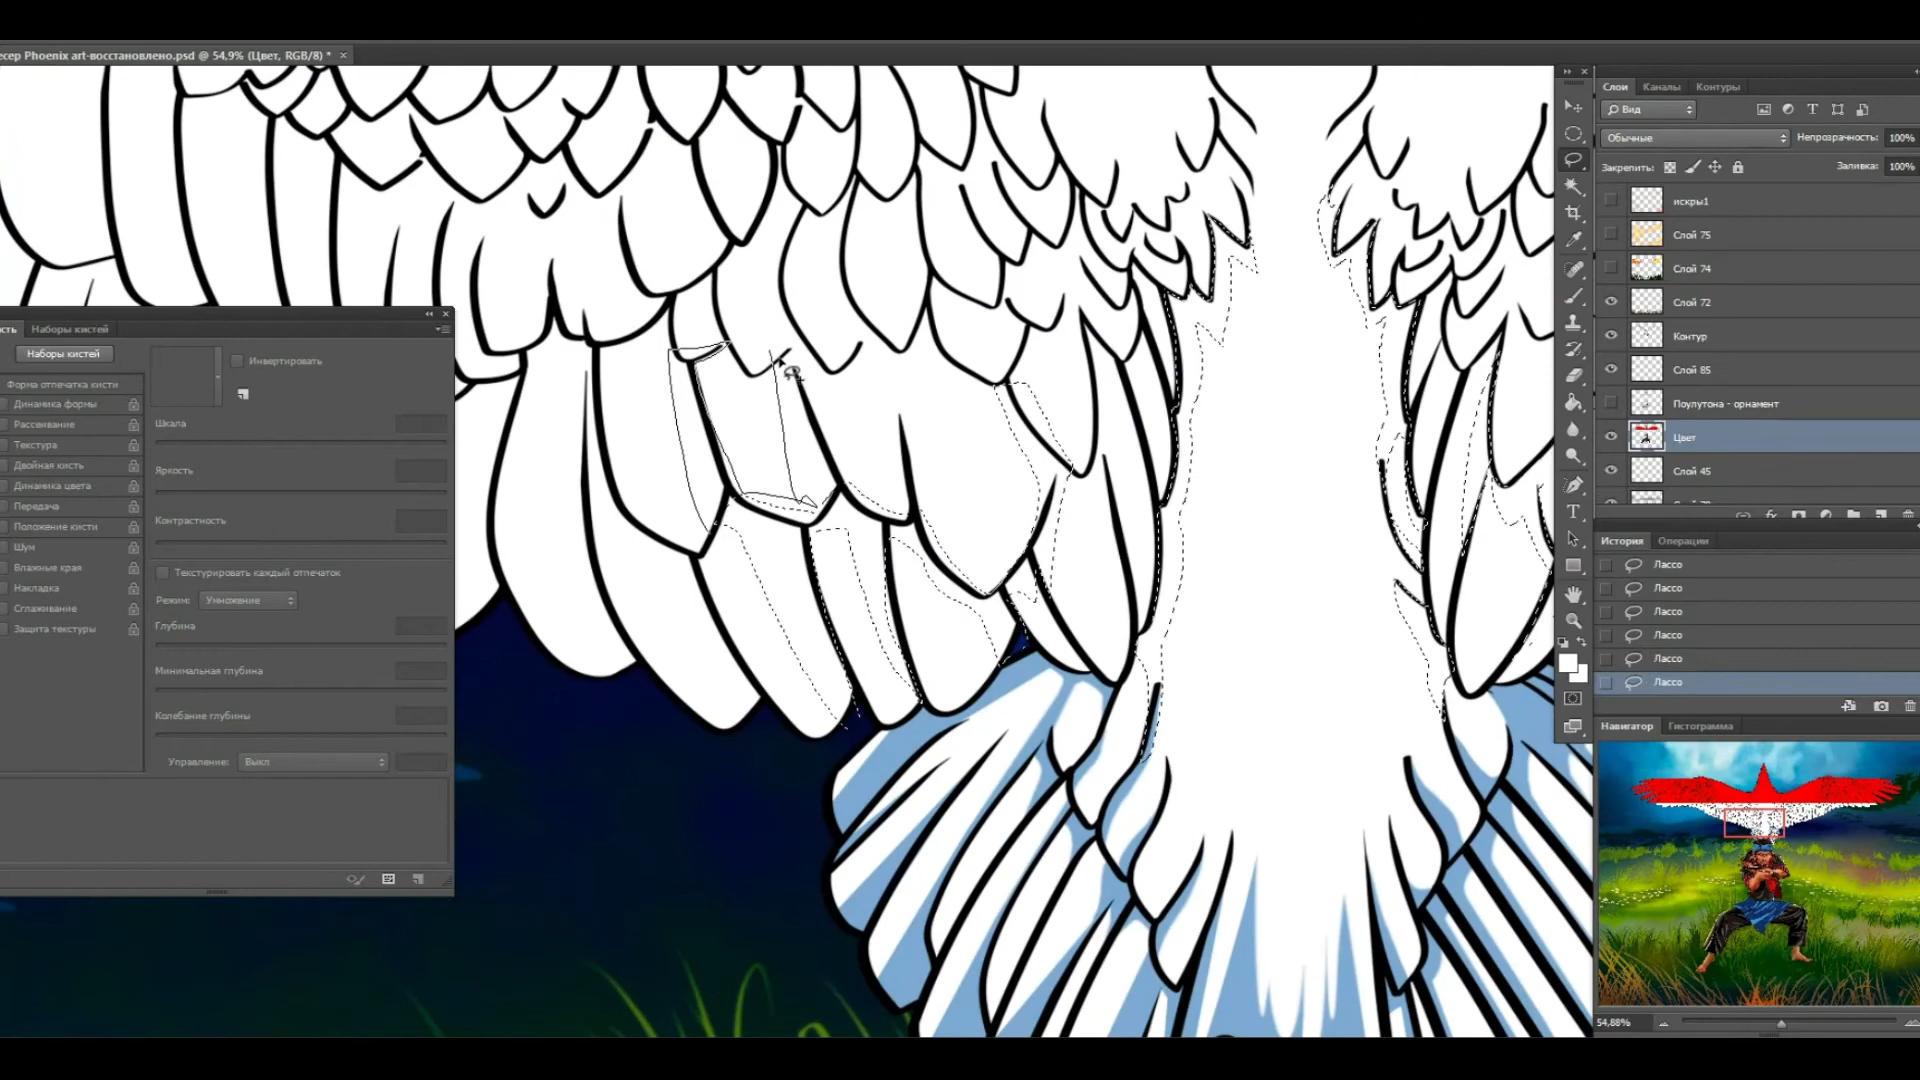 есер Phoenix art-восстановлено.psd @ 54,9% (Цвет, RGB/8) * ×
Слои Каналы Контуры
Вид
Обычные Непрозрачность: 100%
Закрепить: Заливка: 100%
искры1
Слой 75
Слой 74
Слой 72
Контур
Слой 85
Поулутона - орнамент
Цвет
Слой 45
История Операции
Лассо
Лассо
Лассо
Лассо
Лассо
Лассо
Навигатор Гистограмма
54,88%
сть Наборы кистей
Наборы кистей
Инвертировать
Форма отпечатка кисти
Динамика формы
Рассеивание
Текстура
Двойная кисть
Динамика цвета
Передача
Положение кисти
Шум
Влажные края
Накладка
Сглаживание
Защита текстуры
Шкала
Яркость
Контрастность
Текстурировать каждый отпечаток
Режим: Умножение
Глубина
Минимальная глубина
Колебание глубины
Управление: Выкл